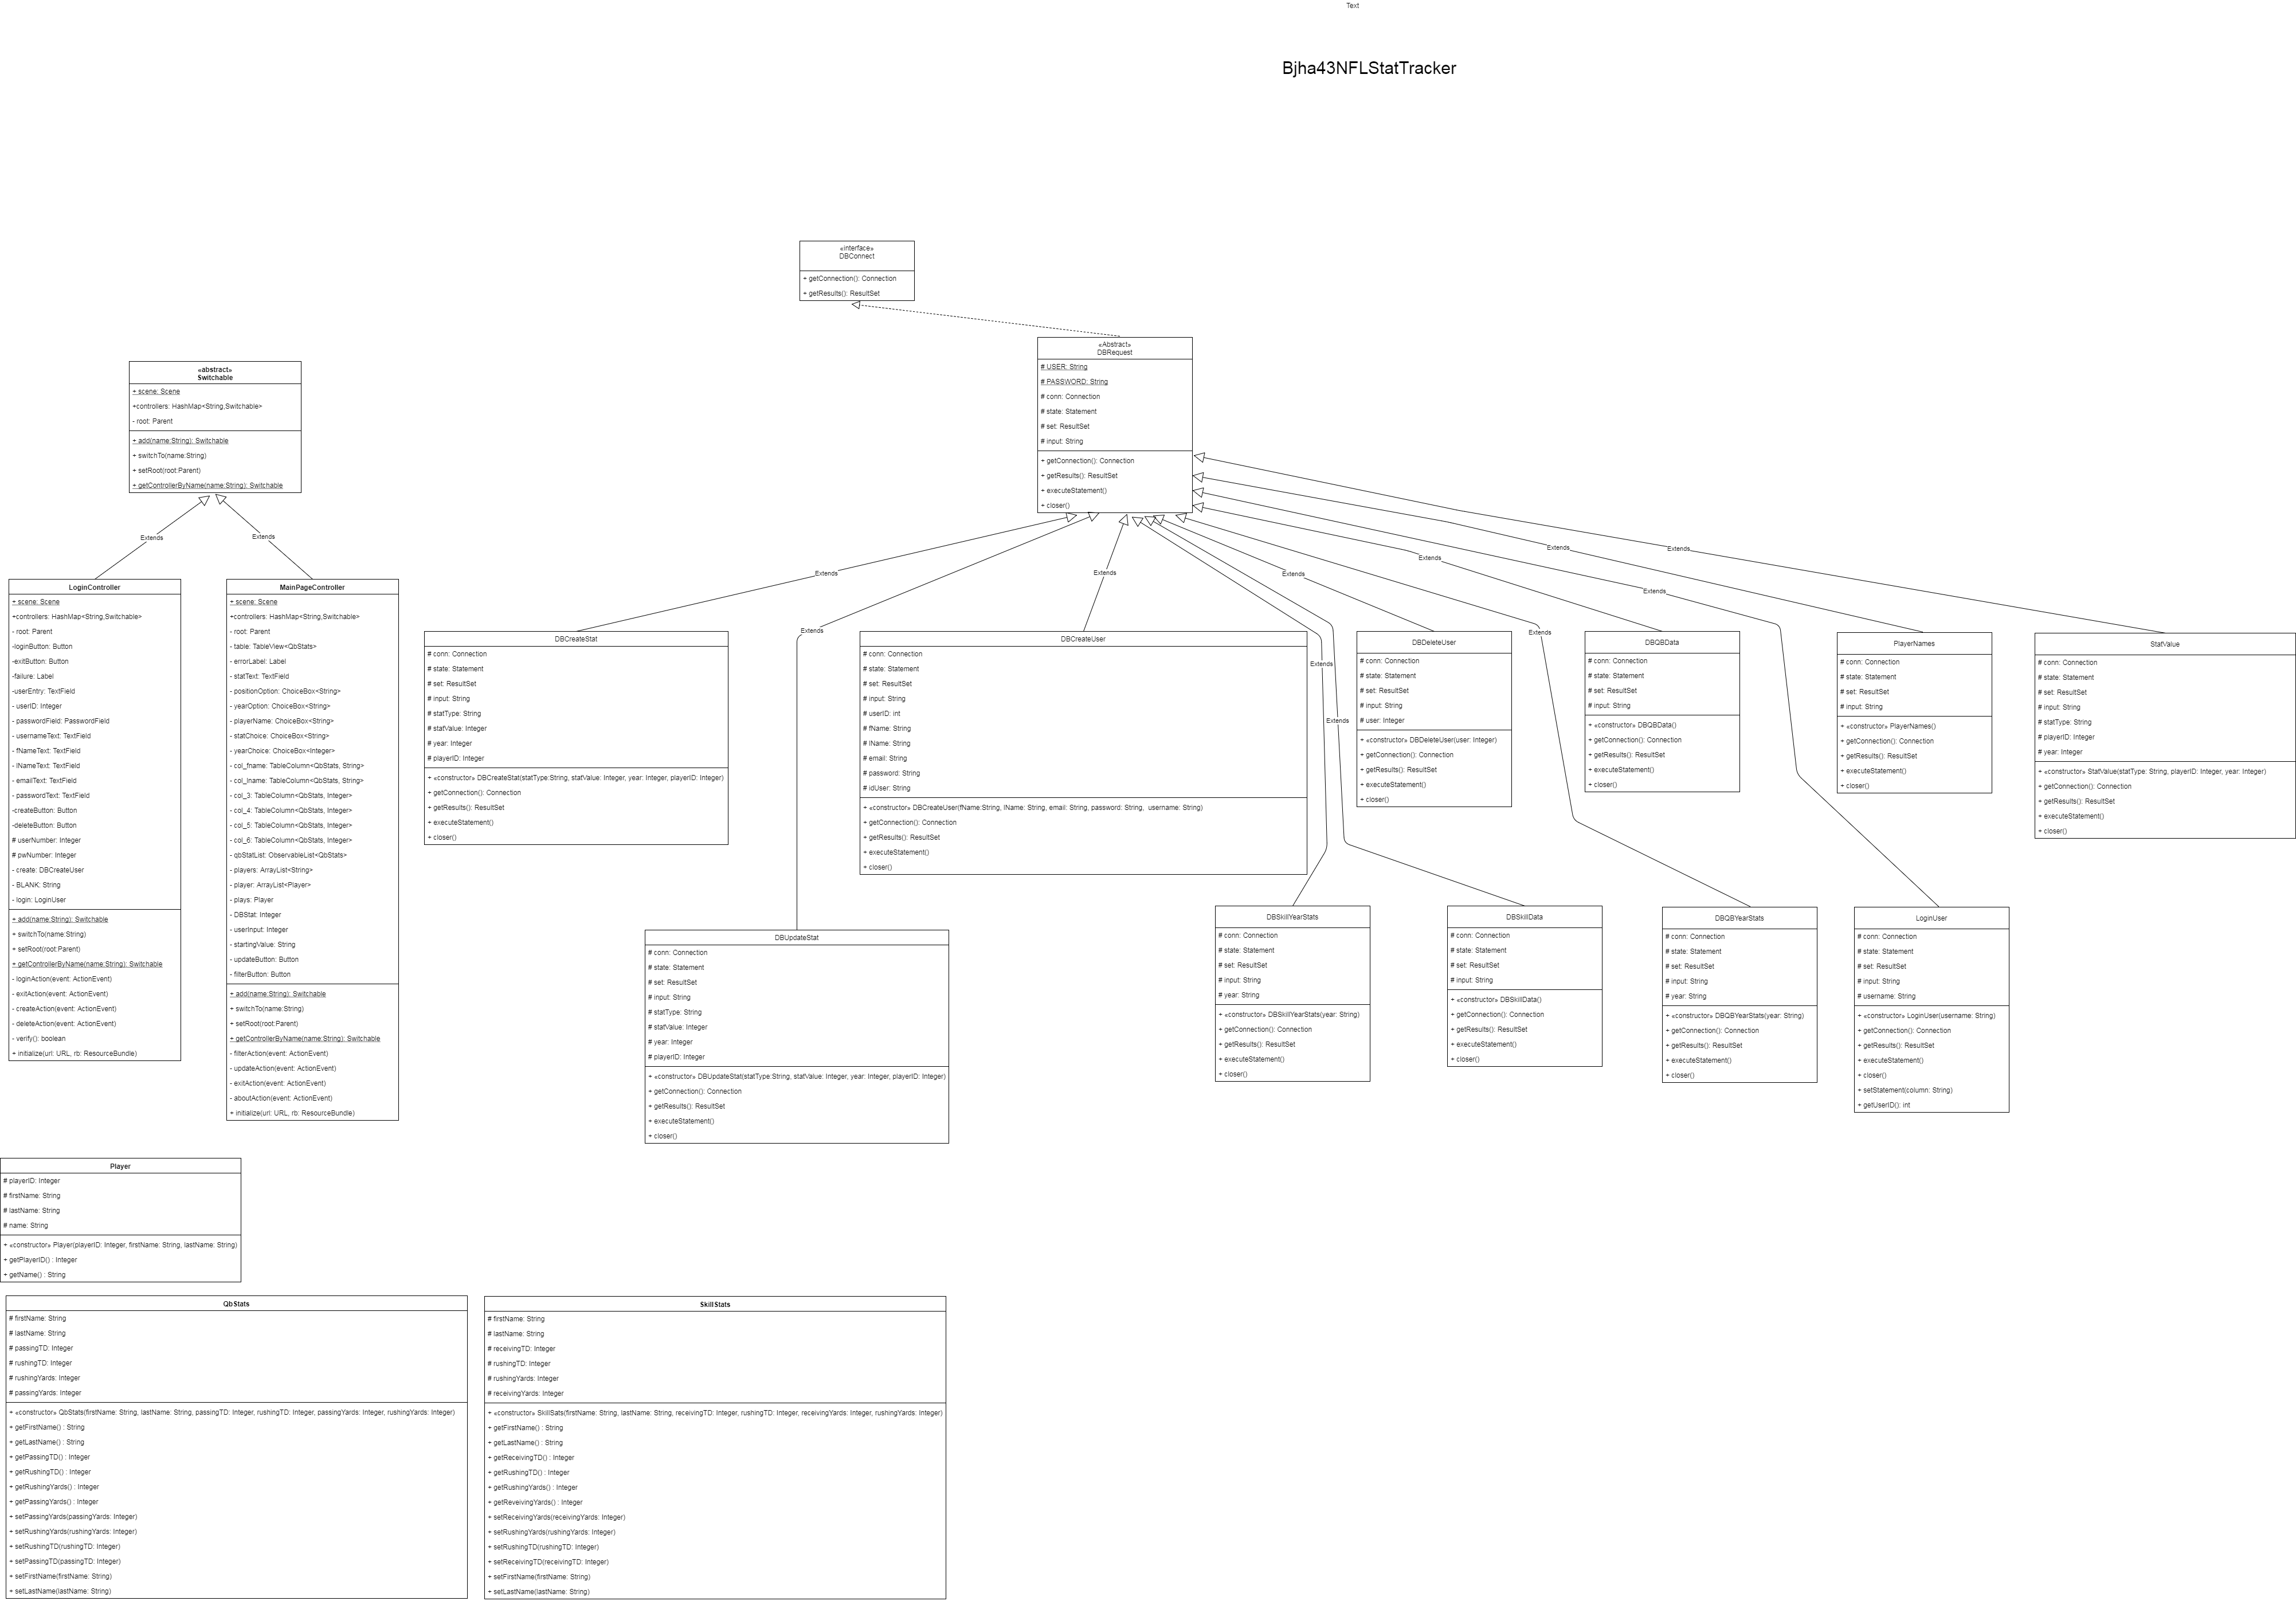 Text
Bjha43NFLStatTracker
«interface»
DBConnect
+ getConnection(): Connection
+ getResults(): ResultSet
«Abstract»
DBRequest
# USER: String
# PASSWORD: String
# conn: Connection
# state: Statement
# set: ResultSet
# input: String
+ getConnection(): Connection
+ getResults(): ResultSet
+ executeStatement()
+ closer()
«abstract»
Switchable
+ scene: Scene
+controllers: HashMap<String,Switchable>
- root: Parent
+ add(name:String): Switchable
+ switchTo(name:String)
+ setRoot(root:Parent)
+ getControllerByName(name:String): Switchable
Extends
Extends
Extends
Extends
Extends
Extends
Extends
Extends
Extends
Extends
Extends
Extends
Extends
LoginController
+ scene: Scene
+controllers: HashMap<String,Switchable>
- root: Parent
-loginButton: Button
-exitButton: Button
-failure: Label
-userEntry: TextField
- userID: Integer
- passwordField: PasswordField
- usernameText: TextField
- fNameText: TextField
- lNameText: TextField
- emailText: TextField
- passwordText: TextField
-createButton: Button
-deleteButton: Button
# userNumber: Integer
# pwNumber: Integer
- create: DBCreateUser
- BLANK: String
- login: LoginUser
+ add(name:String): Switchable
+ switchTo(name:String)
+ setRoot(root:Parent)
+ getControllerByName(name:String): Switchable
- loginAction(event: ActionEvent)
- exitAction(event: ActionEvent)
- createAction(event: ActionEvent)
- deleteAction(event: ActionEvent)
- verify(): boolean
+ initialize(url: URL, rb: ResourceBundle)
MainPageController
+ scene: Scene
+controllers: HashMap<String,Switchable>
- root: Parent
- table: TableView<QbStats>
- errorLabel: Label
- statText: TextField
- positionOption: ChoiceBox<String>
- yearOption: ChoiceBox<String>
- playerName: ChoiceBox<String>
- statChoice: ChoiceBox<String>
- yearChoice: ChoiceBox<Integer>
- col_fname: TableColumn<QbStats, String>
- col_lname: TableColumn<QbStats, String>
- col_3: TableColumn<QbStats, Integer>
- col_4: TableColumn<QbStats, Integer>
- col_5: TableColumn<QbStats, Integer>
- col_6: TableColumn<QbStats, Integer>
- qbStatList: ObservableList<QbStats>
- players: ArrayList<String>
- player: ArrayList<Player>
- plays: Player
- DBStat: Integer
- userInput: Integer
- startingValue: String
- updateButton: Button
- filterButton: Button
+ add(name:String): Switchable
+ switchTo(name:String)
+ setRoot(root:Parent)
+ getControllerByName(name:String): Switchable
- filterAction(event: ActionEvent)
- updateAction(event: ActionEvent)
- exitAction(event: ActionEvent)
- aboutAction(event: ActionEvent)
+ initialize(url: URL, rb: ResourceBundle)
DBCreateStat
# conn: Connection
# state: Statement
# set: ResultSet
# input: String
# statType: String
# statValue: Integer
# year: Integer
# playerID: Integer
+ «constructor» DBCreateStat(statType:String, statValue: Integer, year: Integer, playerID: Integer)
+ getConnection(): Connection
+ getResults(): ResultSet
+ executeStatement()
+ closer()
DBCreateUser
# conn: Connection
# state: Statement
# set: ResultSet
# input: String
# userID: int
# fName: String
# lName: String
# email: String
# password: String
# idUser: String
+ «constructor» DBCreateUser(fName:String, lName: String, email: String, password: String,  username: String)
+ getConnection(): Connection
+ getResults(): ResultSet
+ executeStatement()
+ closer()
DBDeleteUser
# conn: Connection
# state: Statement
# set: ResultSet
# input: String
# user: Integer
+ «constructor» DBDeleteUser(user: Integer)
+ getConnection(): Connection
+ getResults(): ResultSet
+ executeStatement()
+ closer()
DBQBData
# conn: Connection
# state: Statement
# set: ResultSet
# input: String
+ «constructor» DBQBData()
+ getConnection(): Connection
+ getResults(): ResultSet
+ executeStatement()
+ closer()
PlayerNames
# conn: Connection
# state: Statement
# set: ResultSet
# input: String
+ «constructor» PlayerNames()
+ getConnection(): Connection
+ getResults(): ResultSet
+ executeStatement()
+ closer()
StatValue
# conn: Connection
# state: Statement
# set: ResultSet
# input: String
# statType: String
# playerID: Integer
# year: Integer
+ «constructor» StatValue(statType: String, playerID: Integer, year: Integer)
+ getConnection(): Connection
+ getResults(): ResultSet
+ executeStatement()
+ closer()
DBUpdateStat
# conn: Connection
# state: Statement
# set: ResultSet
# input: String
# statType: String
# statValue: Integer
# year: Integer
# playerID: Integer
+ «constructor» DBUpdateStat(statType:String, statValue: Integer, year: Integer, playerID: Integer)
+ getConnection(): Connection
+ getResults(): ResultSet
+ executeStatement()
+ closer()
DBSkillYearStats
# conn: Connection
# state: Statement
# set: ResultSet
# input: String
# year: String
+ «constructor» DBSkillYearStats(year: String)
+ getConnection(): Connection
+ getResults(): ResultSet
+ executeStatement()
+ closer()
DBSkillData
# conn: Connection
# state: Statement
# set: ResultSet
# input: String
+ «constructor» DBSkillData()
+ getConnection(): Connection
+ getResults(): ResultSet
+ executeStatement()
+ closer()
DBQBYearStats
# conn: Connection
# state: Statement
# set: ResultSet
# input: String
# year: String
+ «constructor» DBQBYearStats(year: String)
+ getConnection(): Connection
+ getResults(): ResultSet
+ executeStatement()
+ closer()
LoginUser
# conn: Connection
# state: Statement
# set: ResultSet
# input: String
# username: String
+ «constructor» LoginUser(username: String)
+ getConnection(): Connection
+ getResults(): ResultSet
+ executeStatement()
+ closer()
+ setStatement(column: String)
+ getUserID(): int
Player
# playerID: Integer
# firstName: String
# lastName: String
# name: String
+ «constructor» Player(playerID: Integer, firstName: String, lastName: String)
+ getPlayerID() : Integer
+ getName() : String
QbStats
# firstName: String
# lastName: String
# passingTD: Integer
# rushingTD: Integer
# rushingYards: Integer
# passingYards: Integer
+ «constructor» QbStats(firstName: String, lastName: String, passingTD: Integer, rushingTD: Integer, passingYards: Integer, rushingYards: Integer)
+ getFirstName() : String
+ getLastName() : String
+ getPassingTD() : Integer
+ getRushingTD() : Integer
+ getRushingYards() : Integer
+ getPassingYards() : Integer
+ setPassingYards(passingYards: Integer)
+ setRushingYards(rushingYards: Integer)
+ setRushingTD(rushingTD: Integer)
+ setPassingTD(passingTD: Integer)
+ setFirstName(firstName: String)
+ setLastName(lastName: String)
SkillStats
# firstName: String
# lastName: String
# receivingTD: Integer
# rushingTD: Integer
# rushingYards: Integer
# receivingYards: Integer
+ «constructor» SkillSats(firstName: String, lastName: String, receivingTD: Integer, rushingTD: Integer, receivingYards: Integer, rushingYards: Integer)
+ getFirstName() : String
+ getLastName() : String
+ getReceivingTD() : Integer
+ getRushingTD() : Integer
+ getRushingYards() : Integer
+ getReveivingYards() : Integer
+ setReceivingYards(receivingYards: Integer)
+ setRushingYards(rushingYards: Integer)
+ setRushingTD(rushingTD: Integer)
+ setReceivingTD(receivingTD: Integer)
+ setFirstName(firstName: String)
+ setLastName(lastName: String)